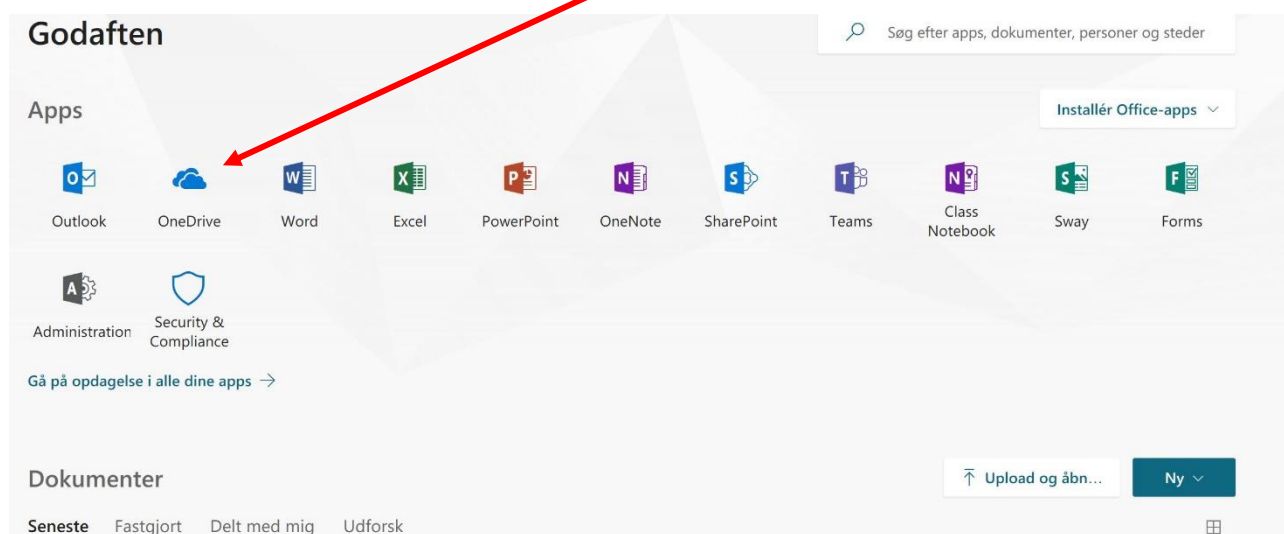 Godaften
Søg efter apps, dokumenter, personer og steder
Apps
Installér Office-apps
Outlook
OneDrive
Word
Excel
PowerPoint
OneNote
SharePoint
Teams
Class
Notebook
Sway
Forms
Administration
Security &
Compliance
Gå på opdagelse i alle dine apps →
Dokumenter
Upload og åbn...
Ny
Seneste Fastgjort Delt med mig Udforsk